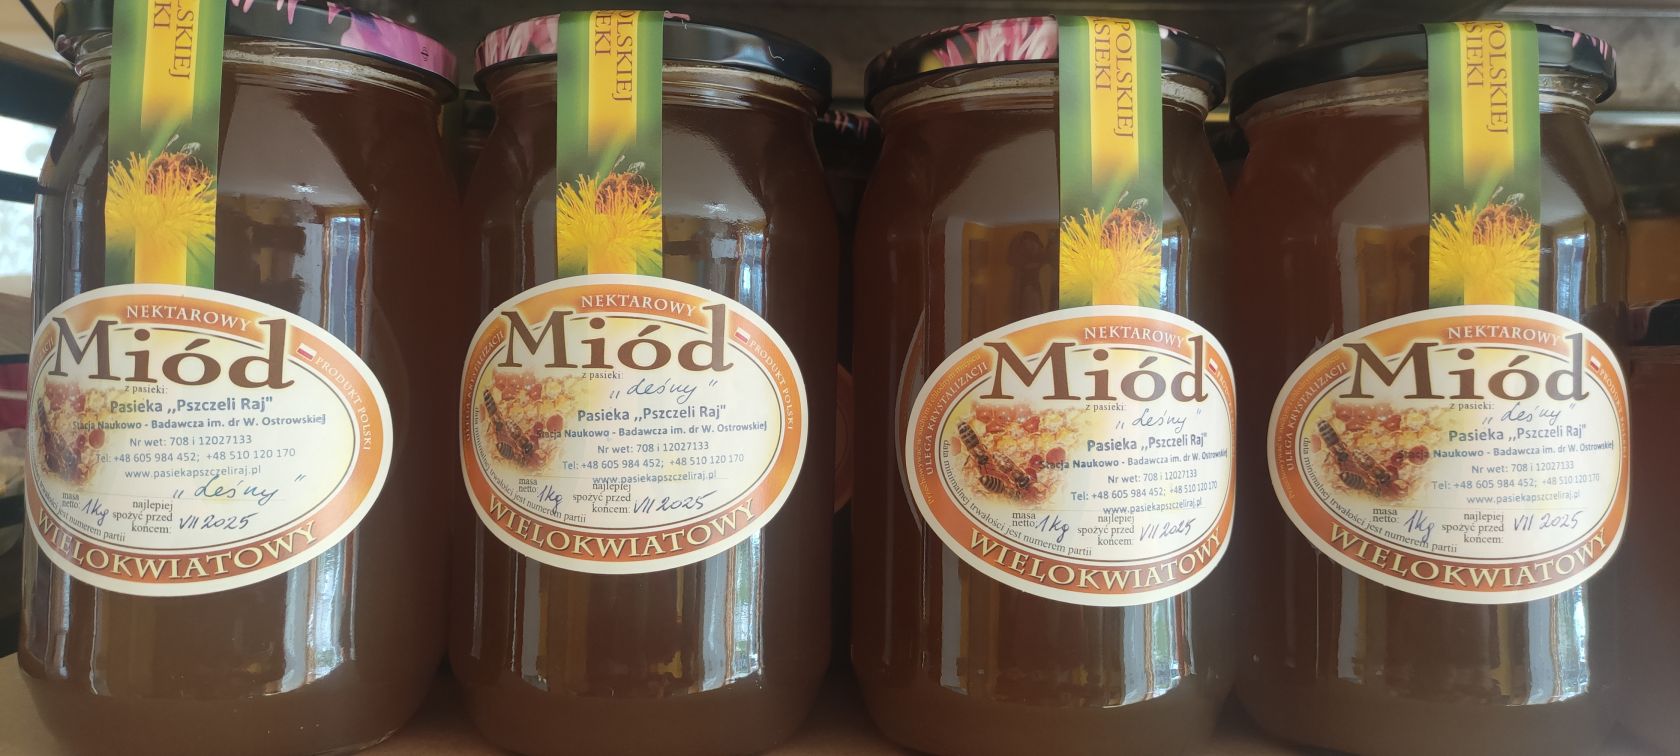 POLSKIEJ
PASIEKI
NEKTAROWY
Miód
PRODUKT POLSKI
z pasieki:
Pasieka ,,Pszczeli Raj"
Stacja Naukowo - Badawcza im. dr W. Ostrowskiej
Nr wet: 708 i 12027133
Tel: +48 605 984 452; +48 510 120 170
www.pasiekapszczeliraj.pl
,,Leśny"
masa netto: 1kg
najlepiej spożyć przed końcem: VII 2025
trwałości jest numerem partii
WIELOKWIATOWY
POLSKIEJ
NEKTAROWY
Miód
PRODUKT POLSKI
z pasieki:
,,Leśny"
Pasieka ,,Pszczeli Raj"
Stacja Naukowo - Badawcza im. dr W. Ostrowskiej
Nr wet: 708 i 12027133
Tel: +48 605 984 452; +48 510 120 170
www.pasiekapszczeliraj.pl
masa netto: 1kg
najlepiej spożyć przed końcem: VII 2025
data minimalnej trwałości jest numerem partii
WIELOKWIATOWY
POLSKIEJ
PASIEKI
NEKTAROWY
Miód
ULEGA KRYSTALIZACJI
z pasieki:
,,Leśny"
Pasieka ,,Pszczeli Raj"
Stacja Naukowo - Badawcza im. dr W. Ostrowskiej
Nr wet: 708 i 12027133
Tel: +48 605 984 452; +48 510 120 170
www.pasiekapszczeliraj.pl
masa netto: 1kg
najlepiej spożyć przed końcem: VII 2025
data minimalnej trwałości jest numerem partii
WIELOKWIATOWY
POLSKIEJ
PASIEKI
NEKTAROWY
Miód
ULEGA KRYSTALIZACJI
z pasieki:
,,Leśny"
Pasieka ,,Pszczeli Raj"
Stacja Naukowo - Badawcza im. dr W. Ostrowskiej
Nr wet: 708 i 12027133
Tel: +48 605 984 452; +48 510 120 170
www.pasiekapszczeliraj.pl
masa netto: 1kg
najlepiej spożyć przed końcem: VII 2025
data minimalnej trwałości jest numerem partii
WIELOKWIATOWY